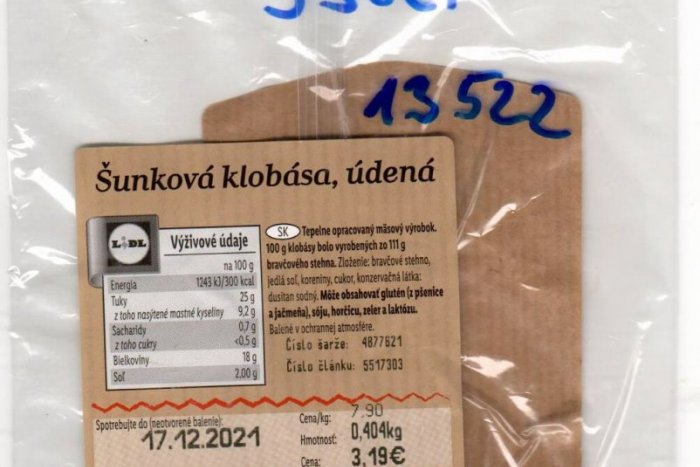 13522
Šunková klobása, údená
LIDL
Výživové údaje
na 100 g
Energia 1243 kJ/300 kcal
Tuky 25 g
z toho nasýtené mastné kyseliny 9,2 g
Sacharidy 0,7 g
z toho cukry <0,5 g
Bielkoviny 18 g
Soľ 2,00 g
SK Tepelne opracovaný mäsový výrobok.
100 g klobásy bolo vyrobených zo 111 g
bravčového stehna. Zloženie: bravčové stehno,
jedlá soľ, koreniny, cukor, konzervačná látka:
dusitan sodný. Môže obsahovať glutén (z pšenice
a jačmeňa), sóju, horčicu, zeler a laktózu.
Balené v ochrannej atmosfére.
Číslo šarže: 4877621
Číslo článku: 5517303
Spotrebujte do (neotvorené balenie):
17.12.2021
Cena/kg: 7,90
Hmotnosť: 0,404kg
Cena: 3,19€